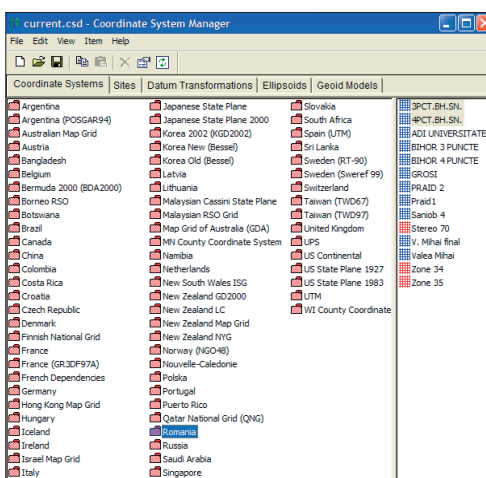 current.csd - Coordinate System Manager
File Edit View Item Help
Coordinate Systems Sites Datum Transformations Ellipsoids Geoid Models
Argentina
Argentina (POSGAR94)
Australian Map Grid
Austria
Bangladesh
Belgium
Bermuda 2000 (BDA2000)
Borneo RSO
Botswana
Brazil
Canada
China
Colombia
Costa Rica
Croatia
Czech Republic
Denmark
Finnish National Grid
France
France (GR3DF97A)
French Dependencies
Germany
Hong Kong Map Grid
Hungary
Iceland
Ireland
Israel Map Grid
Italy
Japanese State Plane
Japanese State Plane 2000
Korea 2002 (KGD2002)
Korea New (Bessel)
Korea Old (Bessel)
Latvia
Lithuania
Malaysian Cassini State Plane
Malaysian RSO Grid
Map Grid of Australia (GDA)
MN County Coordinate System
Namibia
Netherlands
New South Wales ISG
New Zealand GD2000
New Zealand LC
New Zealand Map Grid
New Zealand NYG
Norway (NGO48)
Nouvelle-Caledonie
Polska
Portugal
Puerto Rico
Qatar National Grid (QNG)
Romania
Russia
Saudi Arabia
Singapore
Slovakia
South Africa
Spain (UTM)
Sri Lanka
Sweden (RT-90)
Sweden (Sweref 99)
Switzerland
Taiwan (TWD67)
Taiwan (TWD97)
United Kingdom
UPS
US Continental
US State Plane 1927
US State Plane 1983
UTM
WI County Coordinate
3PCT.BH.SN.
4PCT.BH.SN.
ADI UNIVERSITATE
BIHOR 3 PUNCTE
BIHOR 4 PUNCTE
GROSI
PRAID 2
Praid1
Saniob 4
Stereo 70
V. Mihai final
Valea Mihai
Zone 34
Zone 35